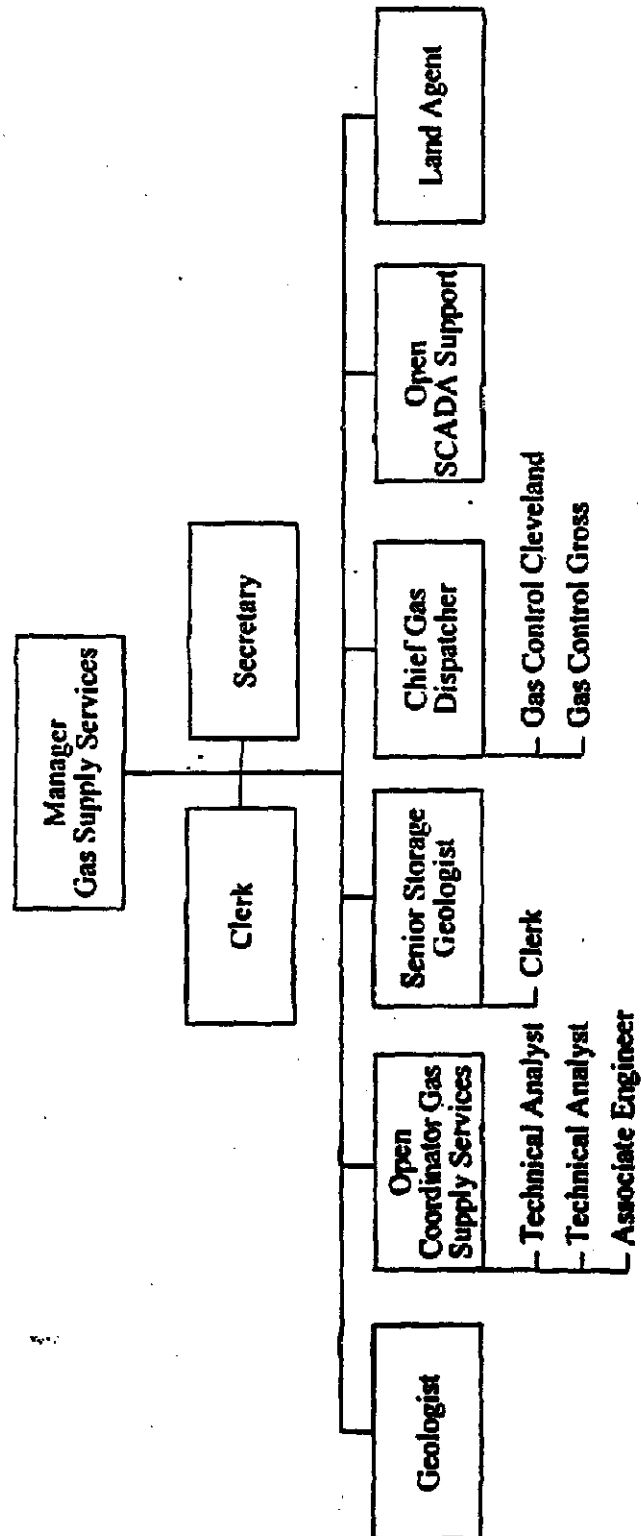 Manager
Gas Supply Services
Clerk
Secretary
Geologist
Open
Coordinator Gas
Supply Services
Technical Analyst
Technical Analyst
Associate Engineer
Senior Storage
Geologist
Clerk
Chief Gas
Dispatcher
Gas Control Cleveland
Gas Control Gross
Open
SCADA Support
Land Agent